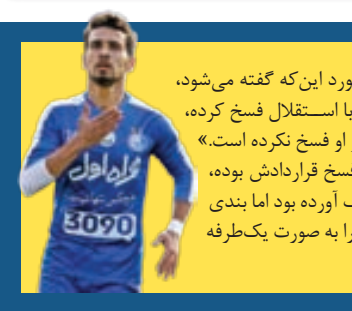 ورد این‌که گفته می‌شود،
با اســتقلال فسخ کرده،
او فسخ نکرده است.»
فسخ قراردادش بوده،
آورده بود اما بندی
را به صورت یک‌طرفه
همراه اول
3090